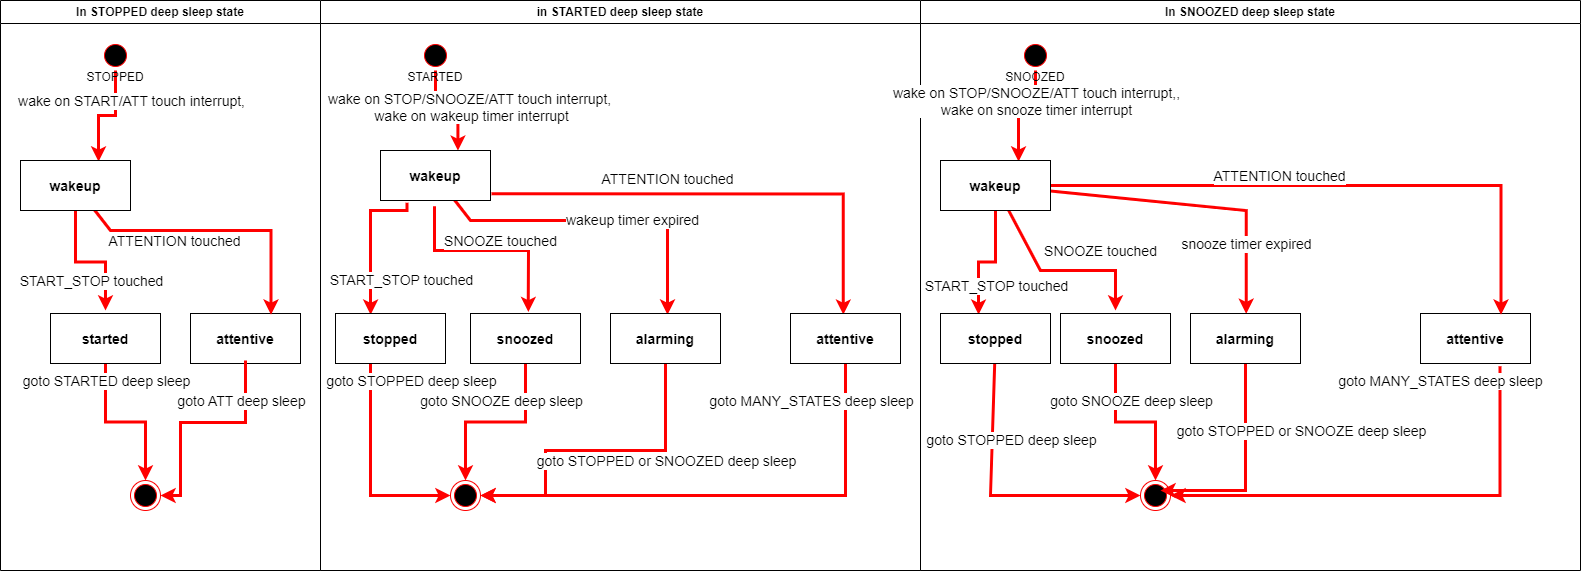 In STOPPED deep sleep state
STOPPED
wake on START/ATT touch interrupt,
wakeup
ATTENTION touched
START_STOP touched
started
attentive
goto STARTED deep sleep
goto ATT deep sleep
in STARTED deep sleep state
STARTED
wake on STOP/SNOOZE/ATT touch interrupt,
wake on wakeup timer interrupt
wakeup
ATTENTION touched
wakeup timer expired
SNOOZE touched
START_STOP touched
stopped
snoozed
alarming
attentive
goto STOPPED deep sleep
goto SNOOZE deep sleep
goto MANY_STATES deep sleep
goto STOPPED or SNOOZED deep sleep
In SNOOZED deep sleep state
SNOOZED
wake on STOP/SNOOZE/ATT touch interrupt,,
wake on snooze timer interrupt
wakeup
ATTENTION touched
snooze timer expired
SNOOZE touched
START_STOP touched
stopped
snoozed
alarming
attentive
goto MANY_STATES deep sleep
goto SNOOZE deep sleep
goto STOPPED or SNOOZE deep sleep
goto STOPPED deep sleep